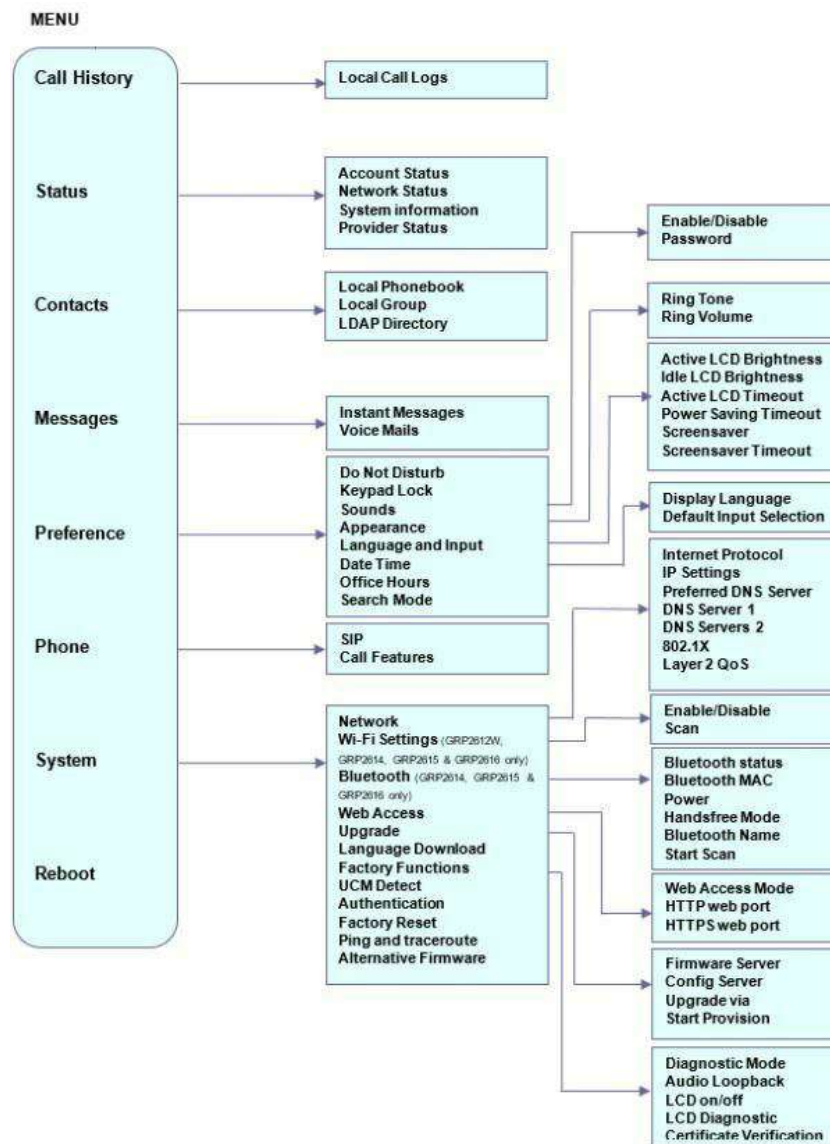 MENU
Call History
Local Call Logs
Status
Account Status
Network Status
System information
Provider Status
Enable/Disable
Password
Contacts
Local Phonebook
Local Group
LDAP Directory
Ring Tone
Ring Volume
Active LCD Brightness
Idle LCD Brightness
Active LCD Timeout
Power Saving Timeout
Screensaver
Screensaver Timeout
Messages
Instant Messages
Voice Mails
Preference
Do Not Disturb
Keypad Lock
Sounds
Appearance
Language and Input
Date Time
Office Hours
Search Mode
Display Language
Default Input Selection
Internet Protocol
IP Settings
Preferred DNS Server
DNS Server 1
DNS Servers 2
802.1X
Layer 2 QoS
Phone
SIP
Call Features
System
Network
Wi-Fi Settings (GRP2612W,
GRP2614, GRP2615 & GRP2616 only)
Bluetooth (GRP2614, GRP2615 &
GRP2616 only)
Web Access
Upgrade
Language Download
Factory Functions
UCM Detect
Authentication
Factory Reset
Ping and traceroute
Alternative Firmware
Enable/Disable
Scan
Bluetooth status
Bluetooth MAC
Power
Handsfree Mode
Bluetooth Name
Start Scan
Reboot
Web Access Mode
HTTP web port
HTTPS web port
Firmware Server
Config Server
Upgrade via
Start Provision
Diagnostic Mode
Audio Loopback
LCD on/off
LCD Diagnostic
Certificate Verification